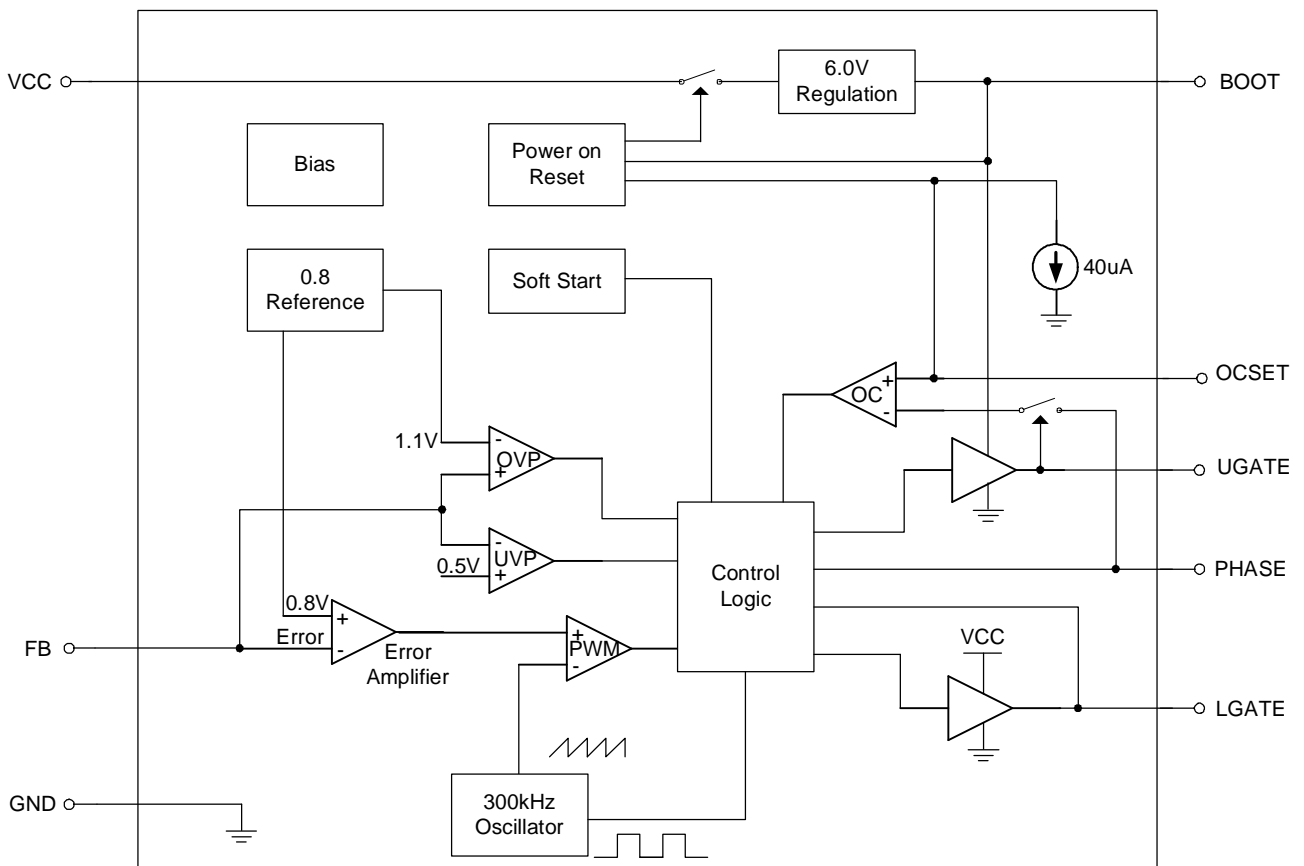 VCC
6.0V
Regulation
BOOT
Bias
Power on
Reset
40uA
0.8
Reference
Soft Start
OCSET
+
OC
-
1.1V
-
OVP
+
UGATE
-
UVP
0.5V
+
Control
Logic
PHASE
0.8V
+
Error
-
Error
Amplifier
FB
+
PWM
-
VCC
LGATE
GND
300kHz
Oscillator